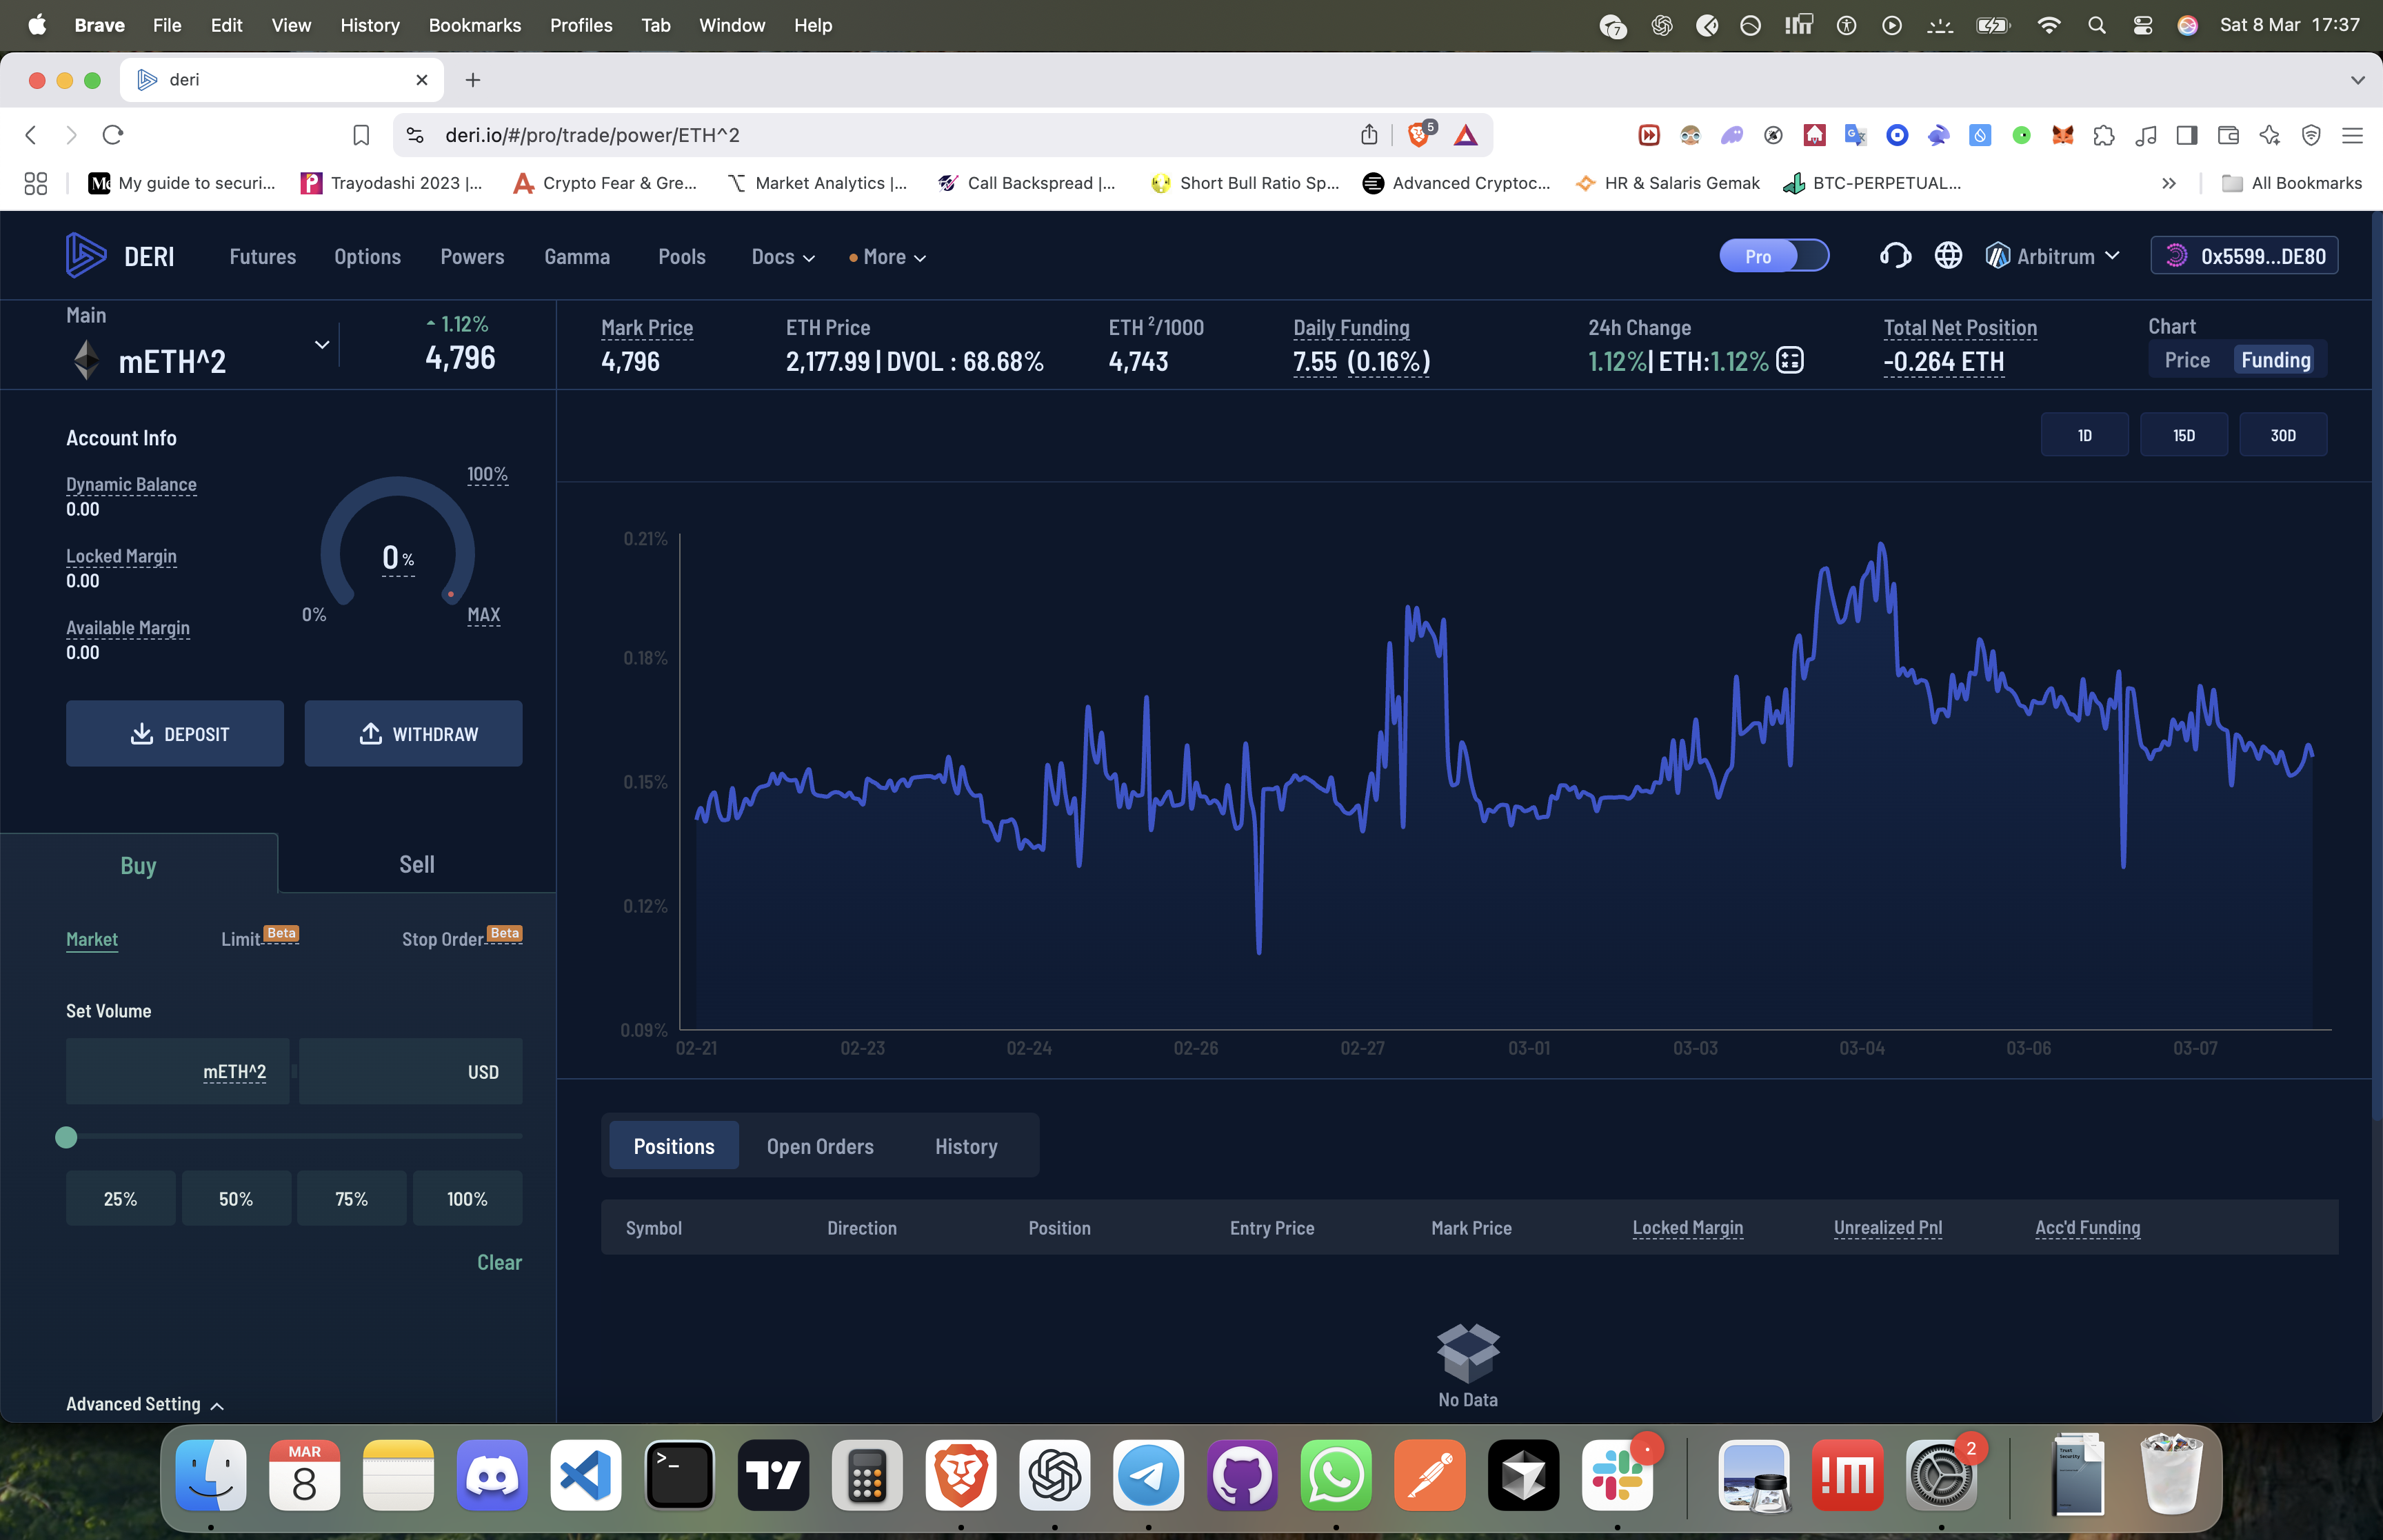 Brave File Edit View History Bookmarks Profiles Tab Window Help 7 Sat 8 Mar 17:37
deri
deri.io/#/pro/trade/power/ETH^2 5
My guide to securi... Trayodashi 2023 |... Crypto Fear & Gre... Market Analytics |... Call Backspread |... Short Bull Ratio Sp... Advanced Cryptoc... HR & Salaris Gemak BTC-PERPETUAL... All Bookmarks
DERI Futures Options Powers Gamma Pools Docs More Pro Arbitrum 0x5599...DE80
Main
mETH^2
1.12%
4,796
Mark Price
4,796
ETH Price
2,177.99 | DVOL : 68.68%
ETH ²/1000
4,743
Daily Funding
7.55 (0.16%)
24h Change
1.12%| ETH:1.12%
Total Net Position
-0.264 ETH
Chart
Price Funding
1D 15D 30D
Account Info
Dynamic Balance
0.00
Locked Margin
0.00
Available Margin
0.00
100%
0 %
0% MAX
DEPOSIT WITHDRAW
Buy Sell
Market Limit Beta Stop Order Beta
Set Volume
mETH^2 USD
25% 50% 75% 100%
Clear
Advanced Setting
0.21%
0.18%
0.15%
0.12%
0.09%
02-21 02-23 02-24 02-26 02-27 03-01 03-03 03-04 03-06 03-07
Positions Open Orders History
Symbol Direction Position Entry Price Mark Price Locked Margin Unrealized Pnl Acc'd Funding
No Data
MAR
8
2